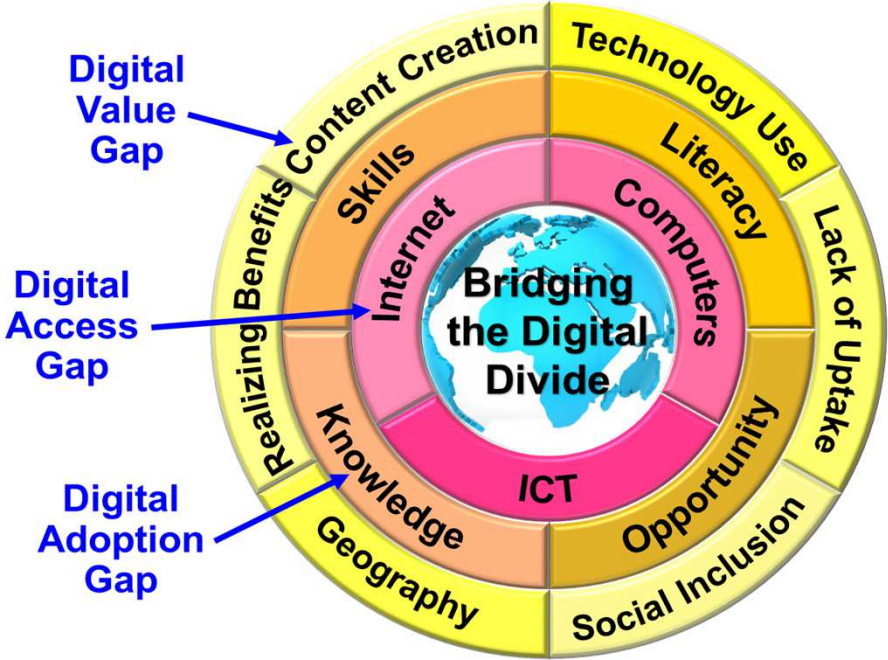 Digital
Value
Gap
Digital
Access
Gap
Digital
Adoption
Gap
Content Creation
Technology Use
Lack of Uptake
Social Inclusion
Geography
Realizing Benefits
Skills
Literacy
Opportunity
Knowledge
Internet
Computers
ICT
Bridging
the Digital
Divide